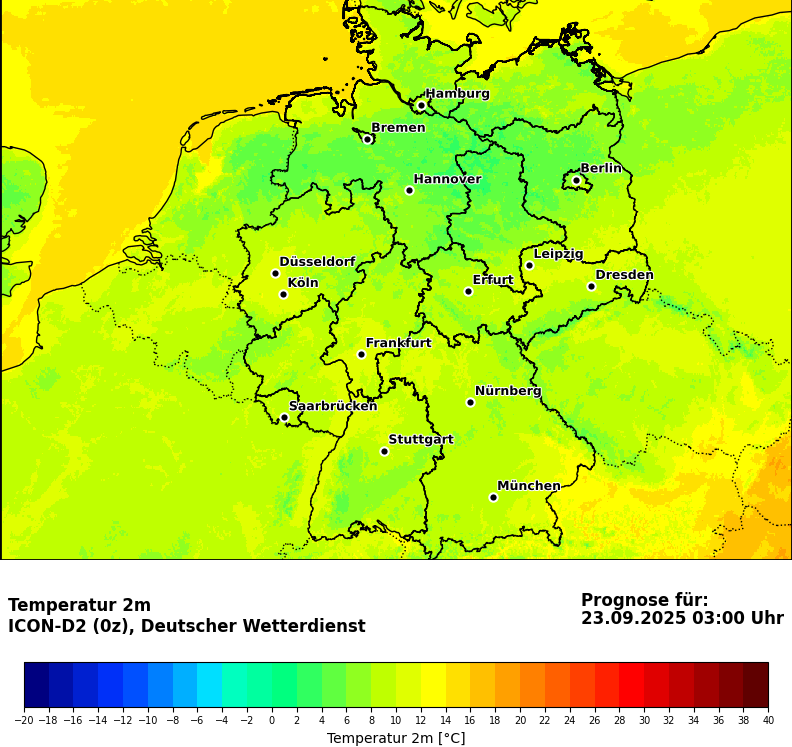 Hamburg
Bremen
Berlin
Hannover
Leipzig
Düsseldorf
Dresden
Köln
Erfurt
Frankfurt
Nürnberg
Saarbrücken
Stuttgart
München
Temperatur 2m
ICON-D2 (0z), Deutscher Wetterdienst
Prognose für:
23.09.2025 03:00 Uhr
−20 −18 −16 −14 −12 −10 −8 −6 −4 −2 0 2 4 6 8 10 12 14 16 18 20 22 24 26 28 30 32 34 36 38 40
Temperatur 2m [°C]